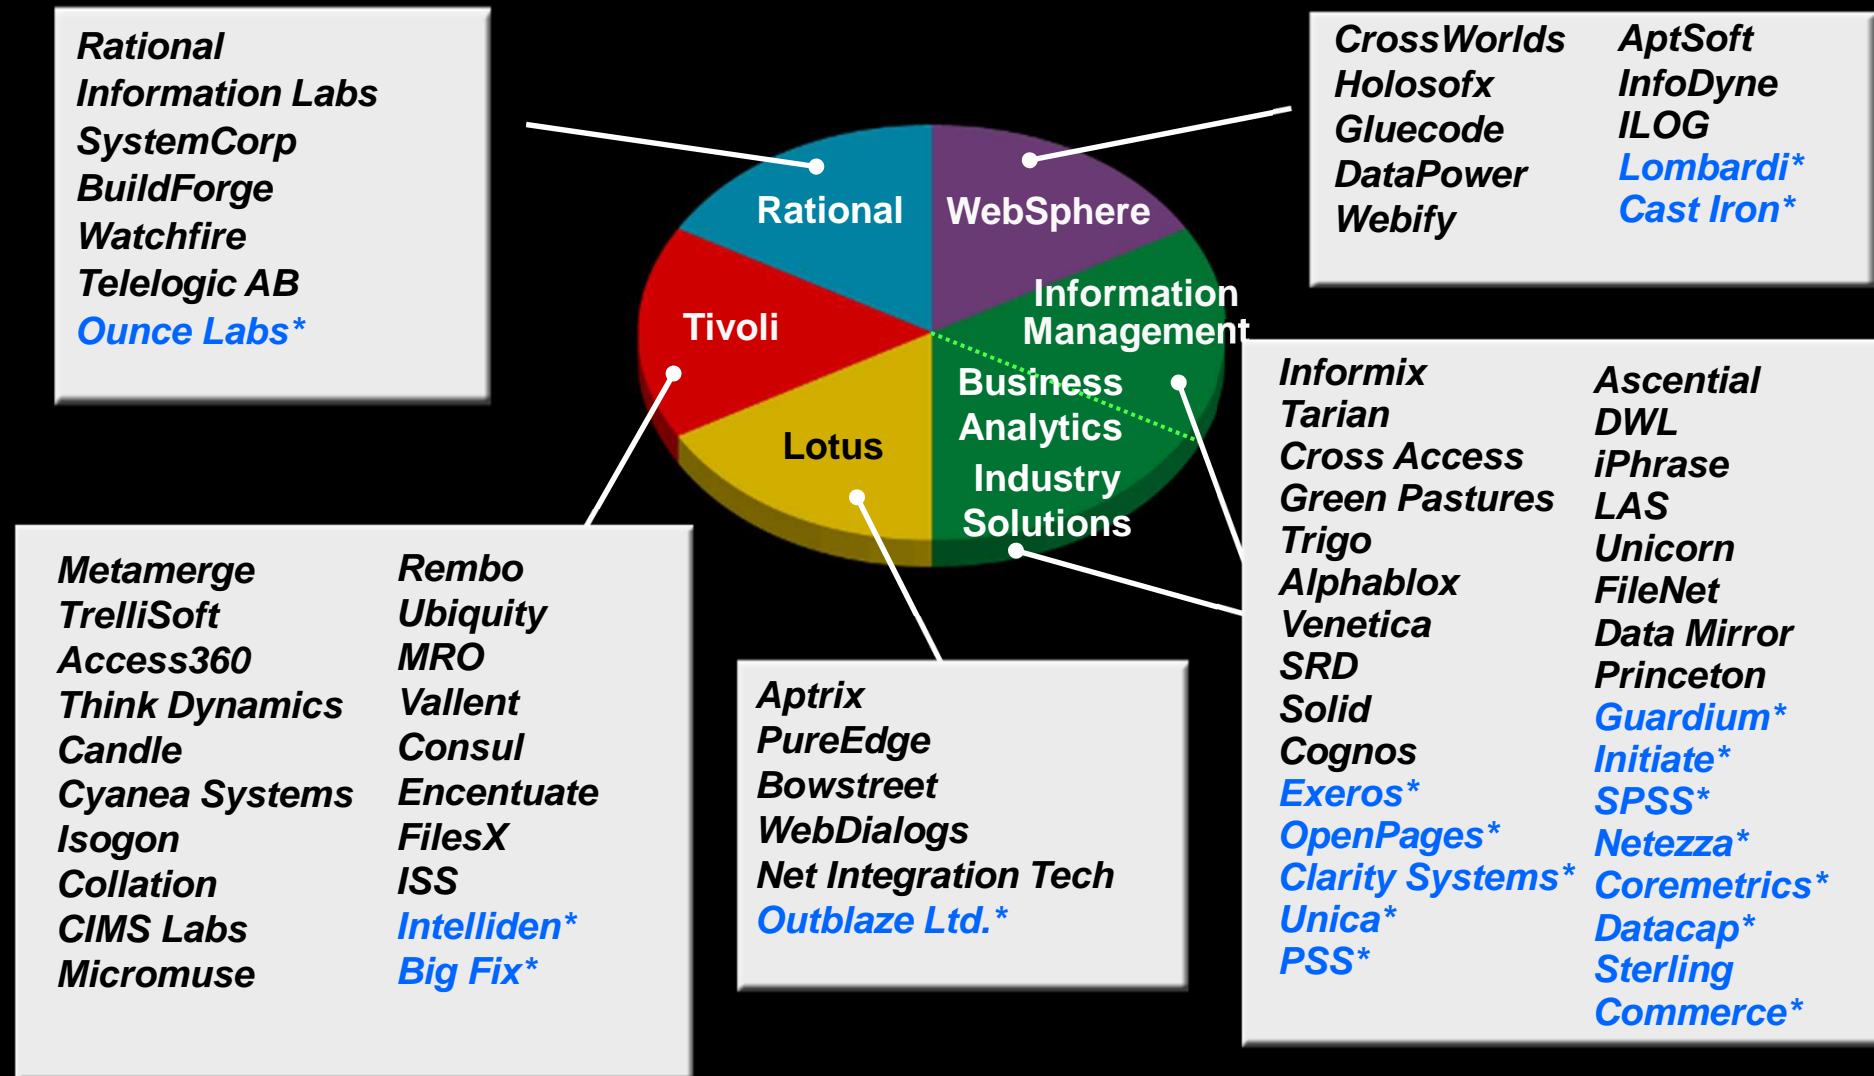 Rational
Information Labs
SystemCorp
BuildForge
Watchfire
Telelogic AB
Ounce Labs*
CrossWorlds
Holosofx
Gluecode
DataPower
Webify
AptSoft
InfoDyne
ILOG
Lombardi*
Cast Iron*
Rational
WebSphere
Tivoli
Information
Management
Business
Analytics
Lotus
Industry
Solutions
Metamerge
TrelliSoft
Access360
Think Dynamics
Candle
Cyanea Systems
Isogon
Collation
CIMS Labs
Micromuse
Rembo
Ubiquity
MRO
Vallent
Consul
Encentuate
FilesX
ISS
Intelliden*
Big Fix*
Aptrix
PureEdge
Bowstreet
WebDialogs
Net Integration Tech
Outblaze Ltd.*
Informix
Tarian
Cross Access
Green Pastures
Trigo
Alphablox
Venetica
SRD
Solid
Cognos
Exeros*
OpenPages*
Clarity Systems*
Unica*
PSS*
Ascential
DWL
iPhrase
LAS
Unicorn
FileNet
Data Mirror
Princeton
Guardium*
Initiate*
SPSS*
Netezza*
Coremetrics*
Datacap*
Sterling
Commerce*